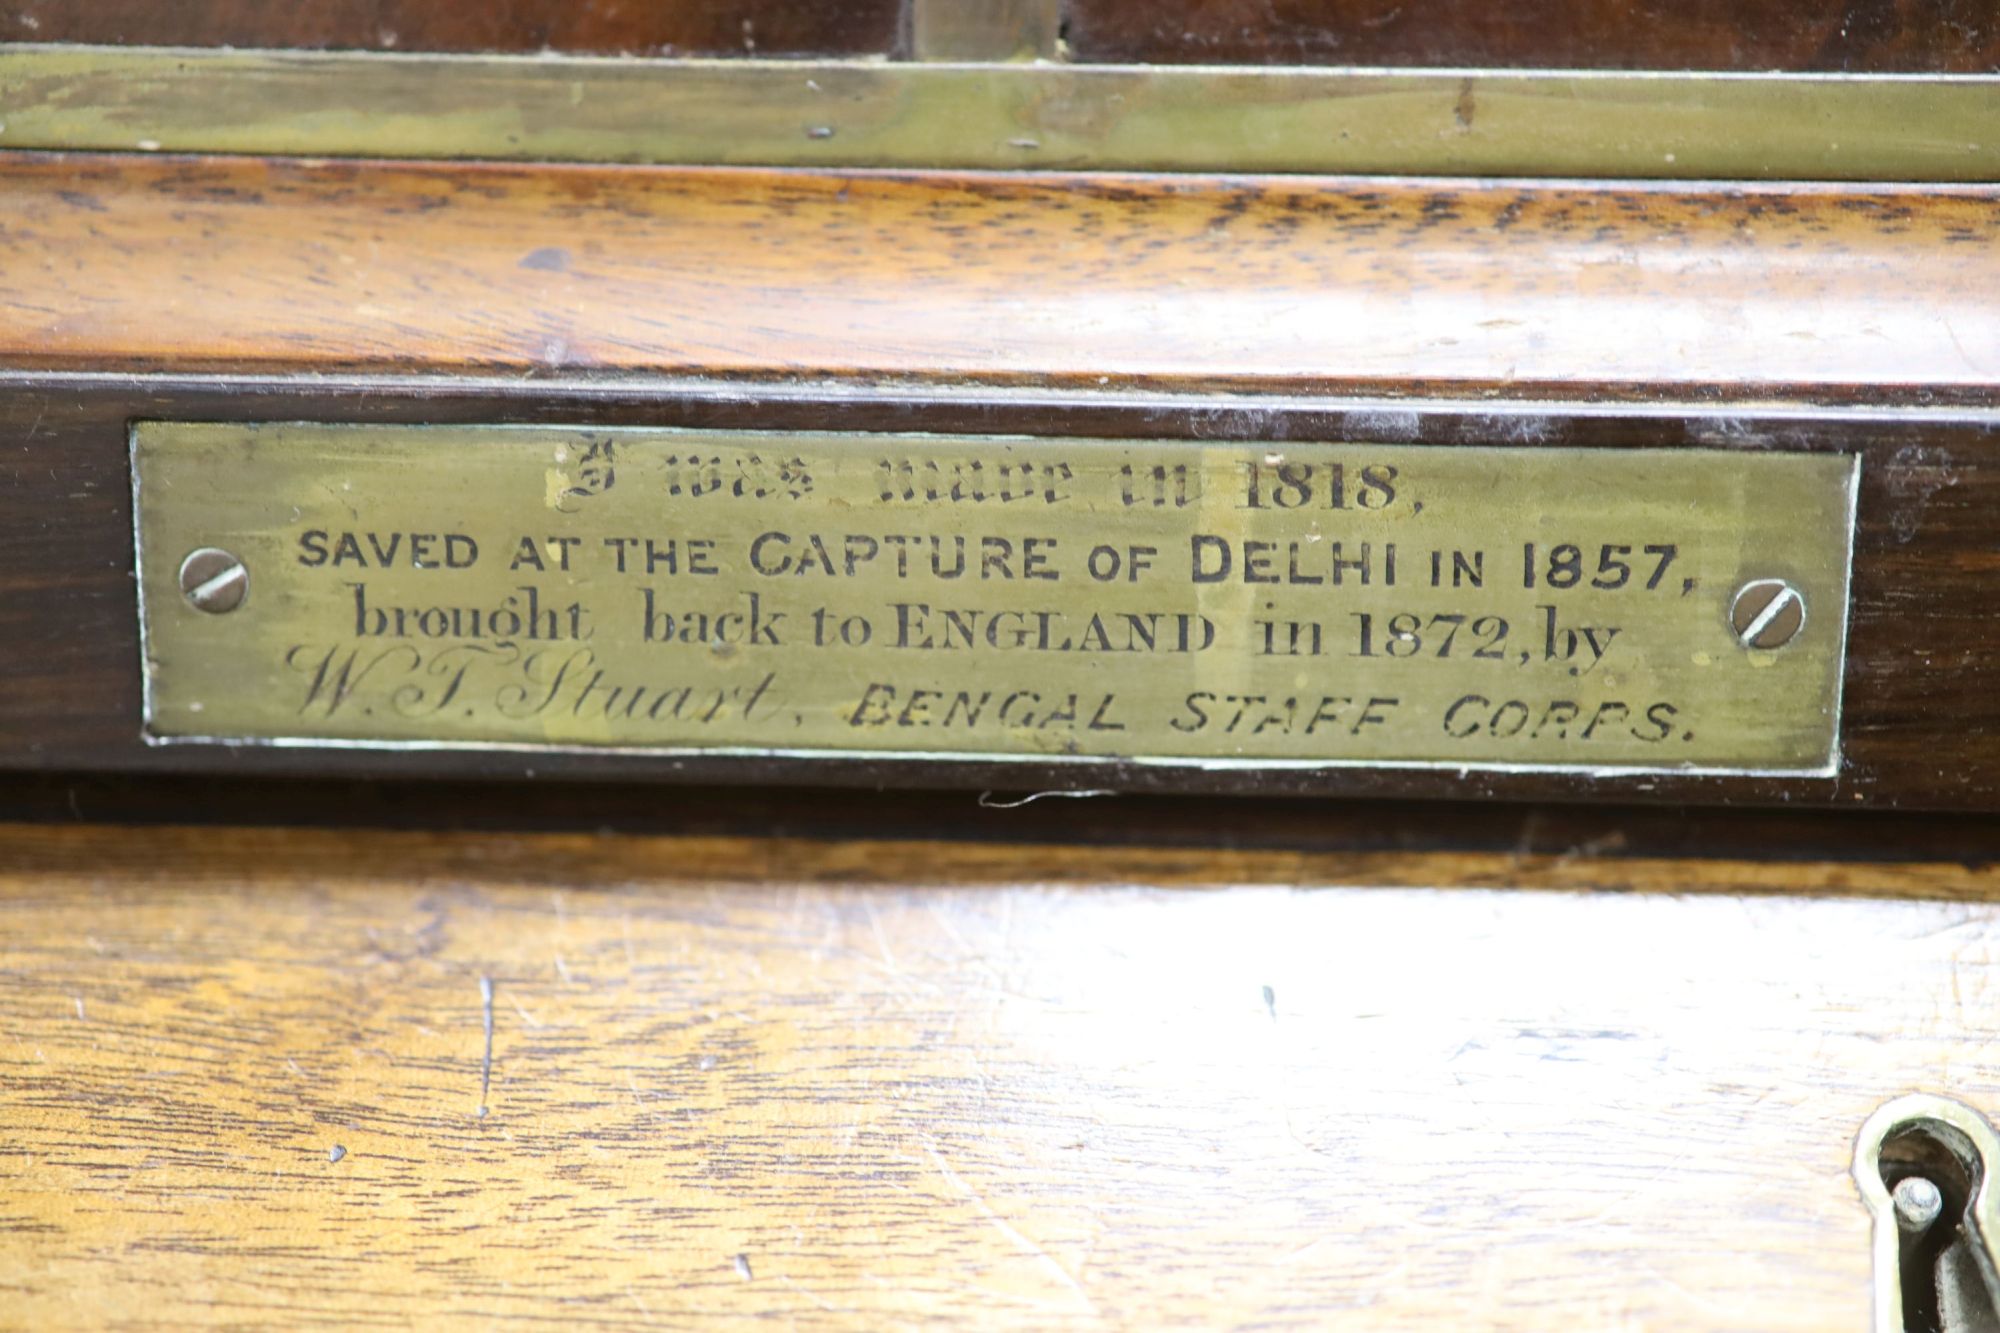 I was made in 1818,
SAVED AT THE CAPTURE OF DELHI IN 1857,
brought back to ENGLAND in 1872, by
W. T. Stuart, BENGAL STAFF CORPS.